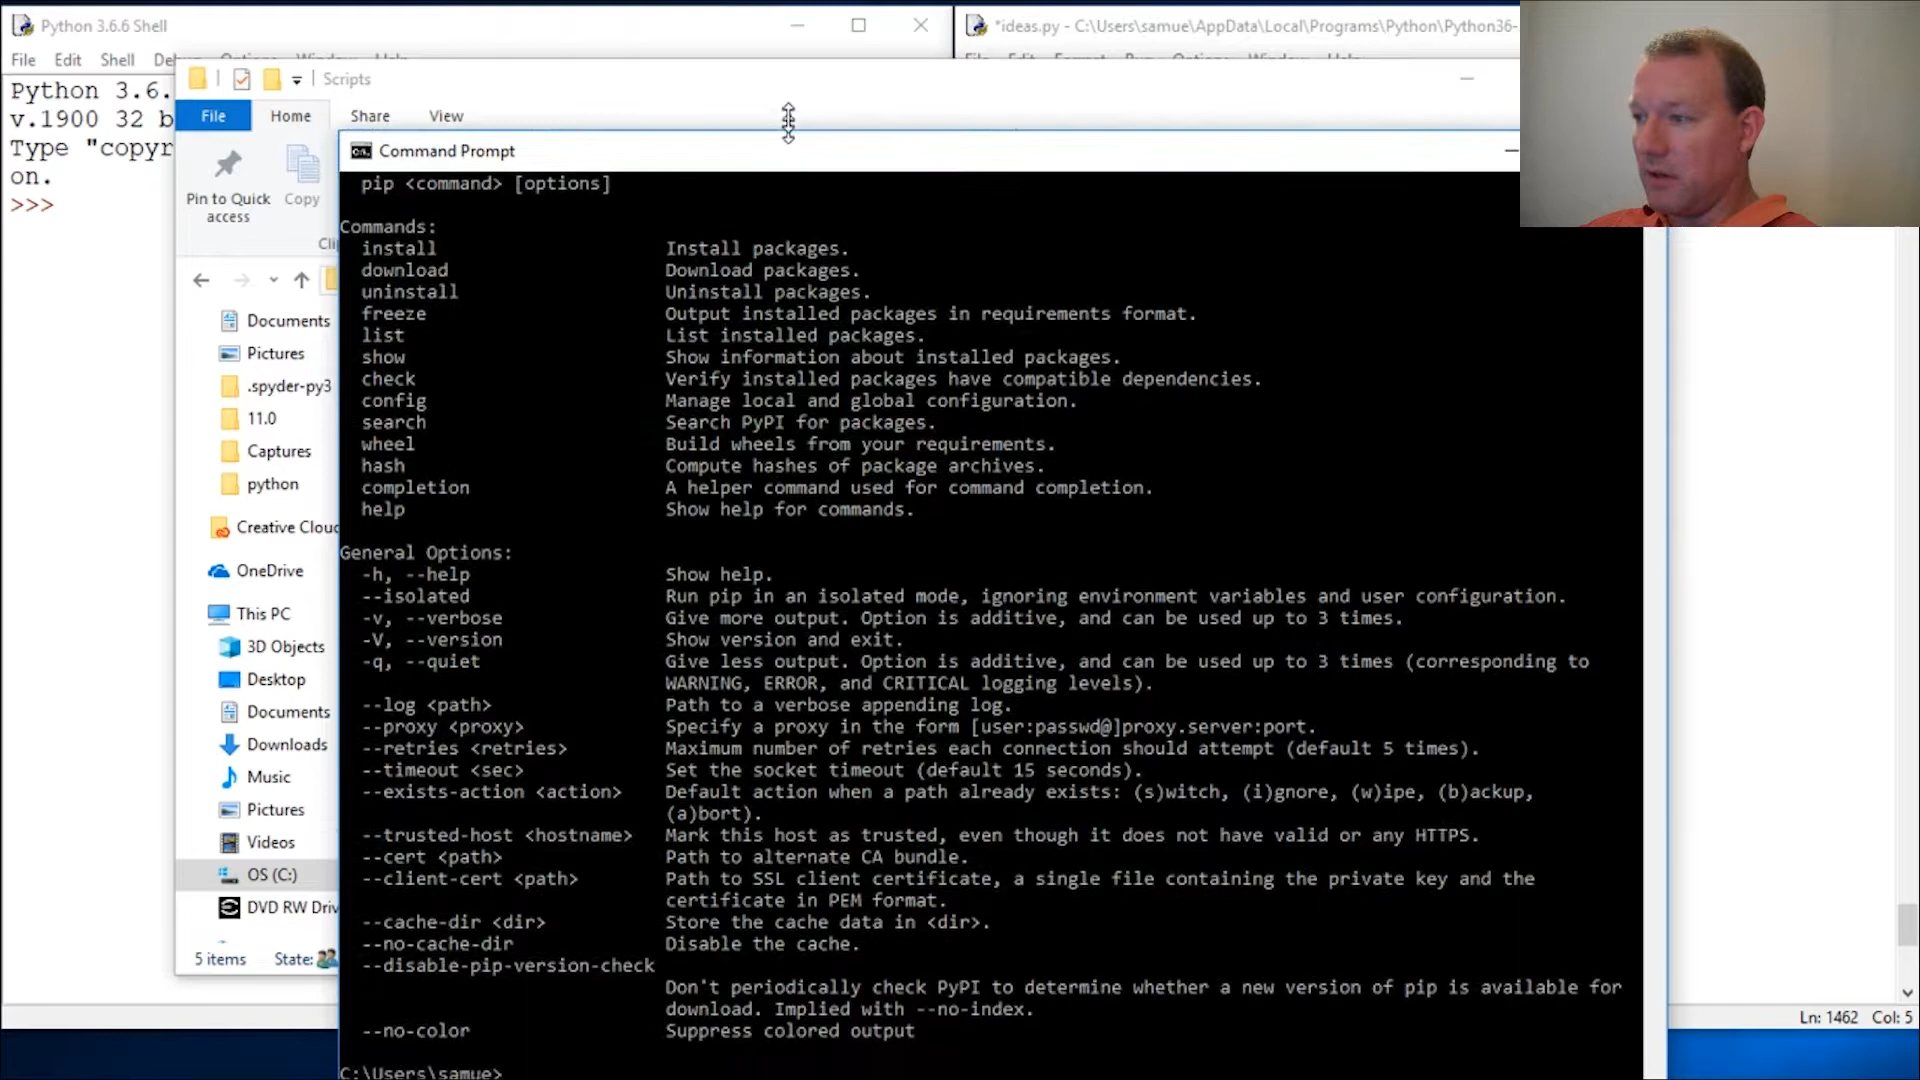 Python 3.6.6 Shell
*ideas.py - C:\Users\samue\AppData\Local\Programs\Python\Python36-
File Edit Shell Options Window Help
File Edit Format Run Options Window Help
Python 3.6.
v.1900 32 b
Type "copyr
on.
>>>
Scripts
File Home Share View
Pin to Quick access
Copy
Documents
Pictures
.spyder-py3
11.0
Captures
python
Creative Clou
OneDrive
This PC
3D Objects
Desktop
Documents
Downloads
Music
Pictures
Videos
OS (C:)
DVD RW Driv
5 items State:
Command Prompt
pip <command> [options]
Commands:
install Install packages.
download Download packages.
uninstall Uninstall packages.
freeze Output installed packages in requirements format.
list List installed packages.
show Show information about installed packages.
check Verify installed packages have compatible dependencies.
config Manage local and global configuration.
search Search PyPI for packages.
wheel Build wheels from your requirements.
hash Compute hashes of package archives.
completion A helper command used for command completion.
help Show help for commands.
General Options:
-h, --help Show help.
--isolated Run pip in an isolated mode, ignoring environment variables and user configuration.
-v, --verbose Give more output. Option is additive, and can be used up to 3 times.
-V, --version Show version and exit.
-q, --quiet Give less output. Option is additive, and can be used up to 3 times (corresponding to
WARNING, ERROR, and CRITICAL logging levels).
--log <path> Path to a verbose appending log.
--proxy <proxy> Specify a proxy in the form [user:passwd@]proxy.server:port.
--retries <retries> Maximum number of retries each connection should attempt (default 5 times).
--timeout <sec> Set the socket timeout (default 15 seconds).
--exists-action <action> Default action when a path already exists: (s)witch, (i)gnore, (w)ipe, (b)ackup,
(a)bort).
--trusted-host <hostname> Mark this host as trusted, even though it does not have valid or any HTTPS.
--cert <path> Path to alternate CA bundle.
--client-cert <path> Path to SSL client certificate, a single file containing the private key and the
certificate in PEM format.
--cache-dir <dir> Store the cache data in <dir>.
--no-cache-dir Disable the cache.
--disable-pip-version-check
Don't periodically check PyPI to determine whether a new version of pip is available for
download. Implied with --no-index.
--no-color Suppress colored output
C:\Users\samue>
Ln: 1462 Col: 5